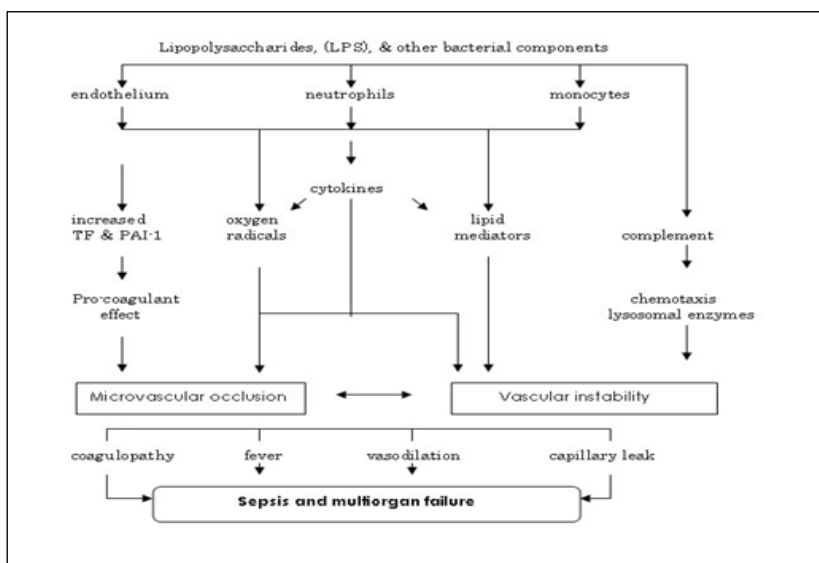 Lipopolysaccharides, (LPS), & other bacterial components
endothelium neutrophils monocytes
cytokines
increased oxygen lipid
TF & PAI-1 radicals mediators complement
Pro-coagulant chemotaxis
effect lysosomal enzymes
Microvascular occlusion Vascular instability
coagulopathy fever vasodilation capillary leak
Sepsis and multiorgan failure